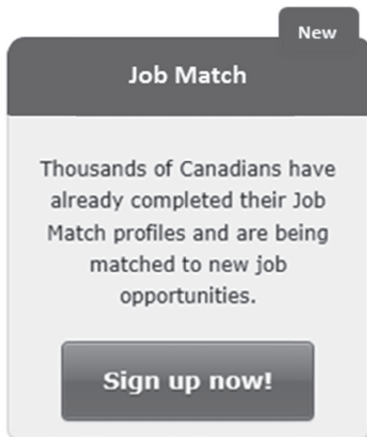 New
Job Match
Thousands of Canadians have
already completed their Job
Match profiles and are being
matched to new job
opportunities.
Sign up now!